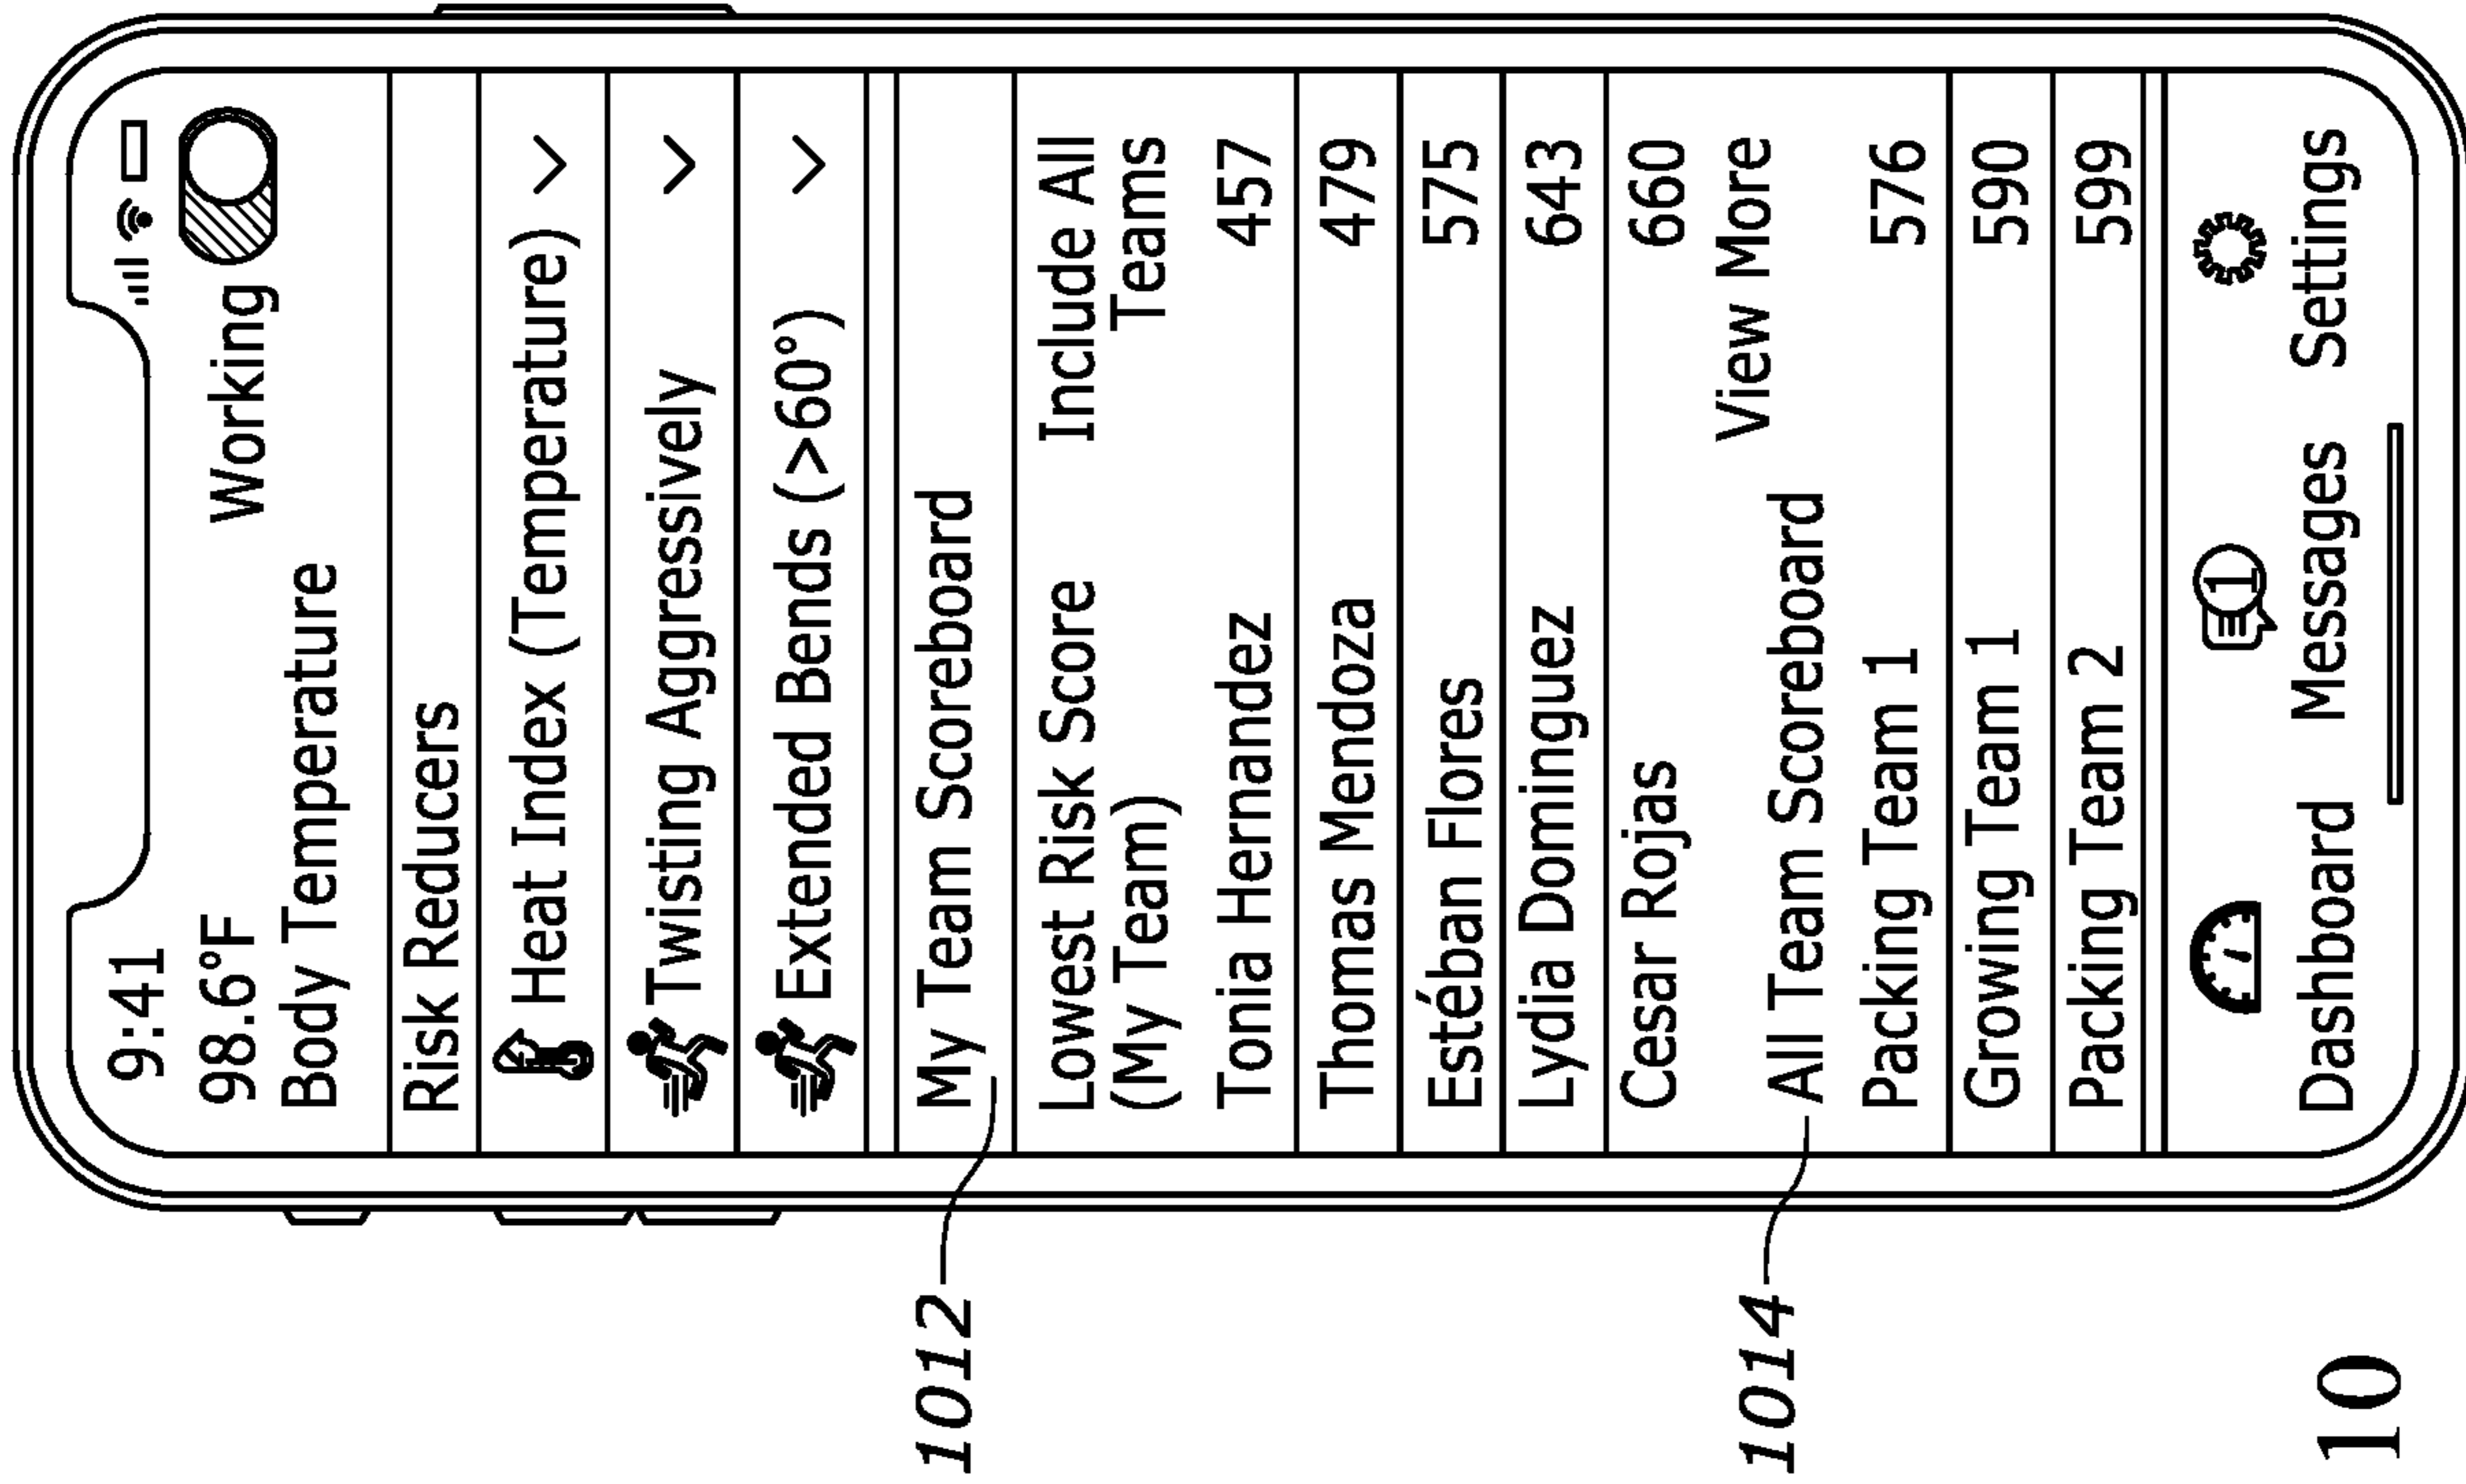 9:41
98.6°F
Working
Body Temperature
Risk Reducers
Heat Index (Temperature)
Twisting Aggressively
Extended Bends (>60°)
My Team Scoreboard
1012
Lowest Risk Score Include All
(My Team) Teams
Tonia Hernandez 457
Thomas Mendoza 479
Estéban Flores 575
Lydia Dominguez 643
Cesar Rojas 660
View More
All Team Scoreboard
1014
Packing Team 1 576
Growing Team 1 590
Packing Team 2 599
1
Dashboard Messages Settings
10